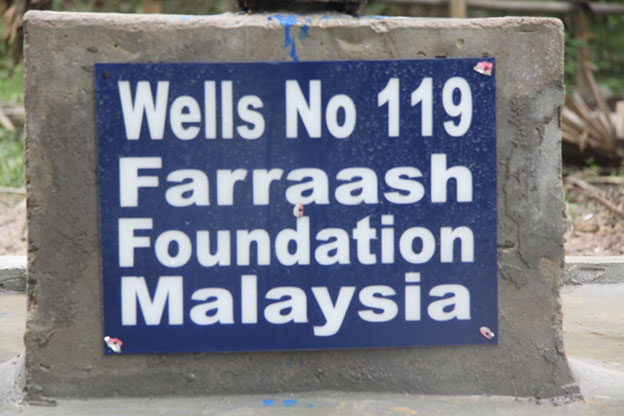 Wells No 119
Farraash
Foundation
Malaysia